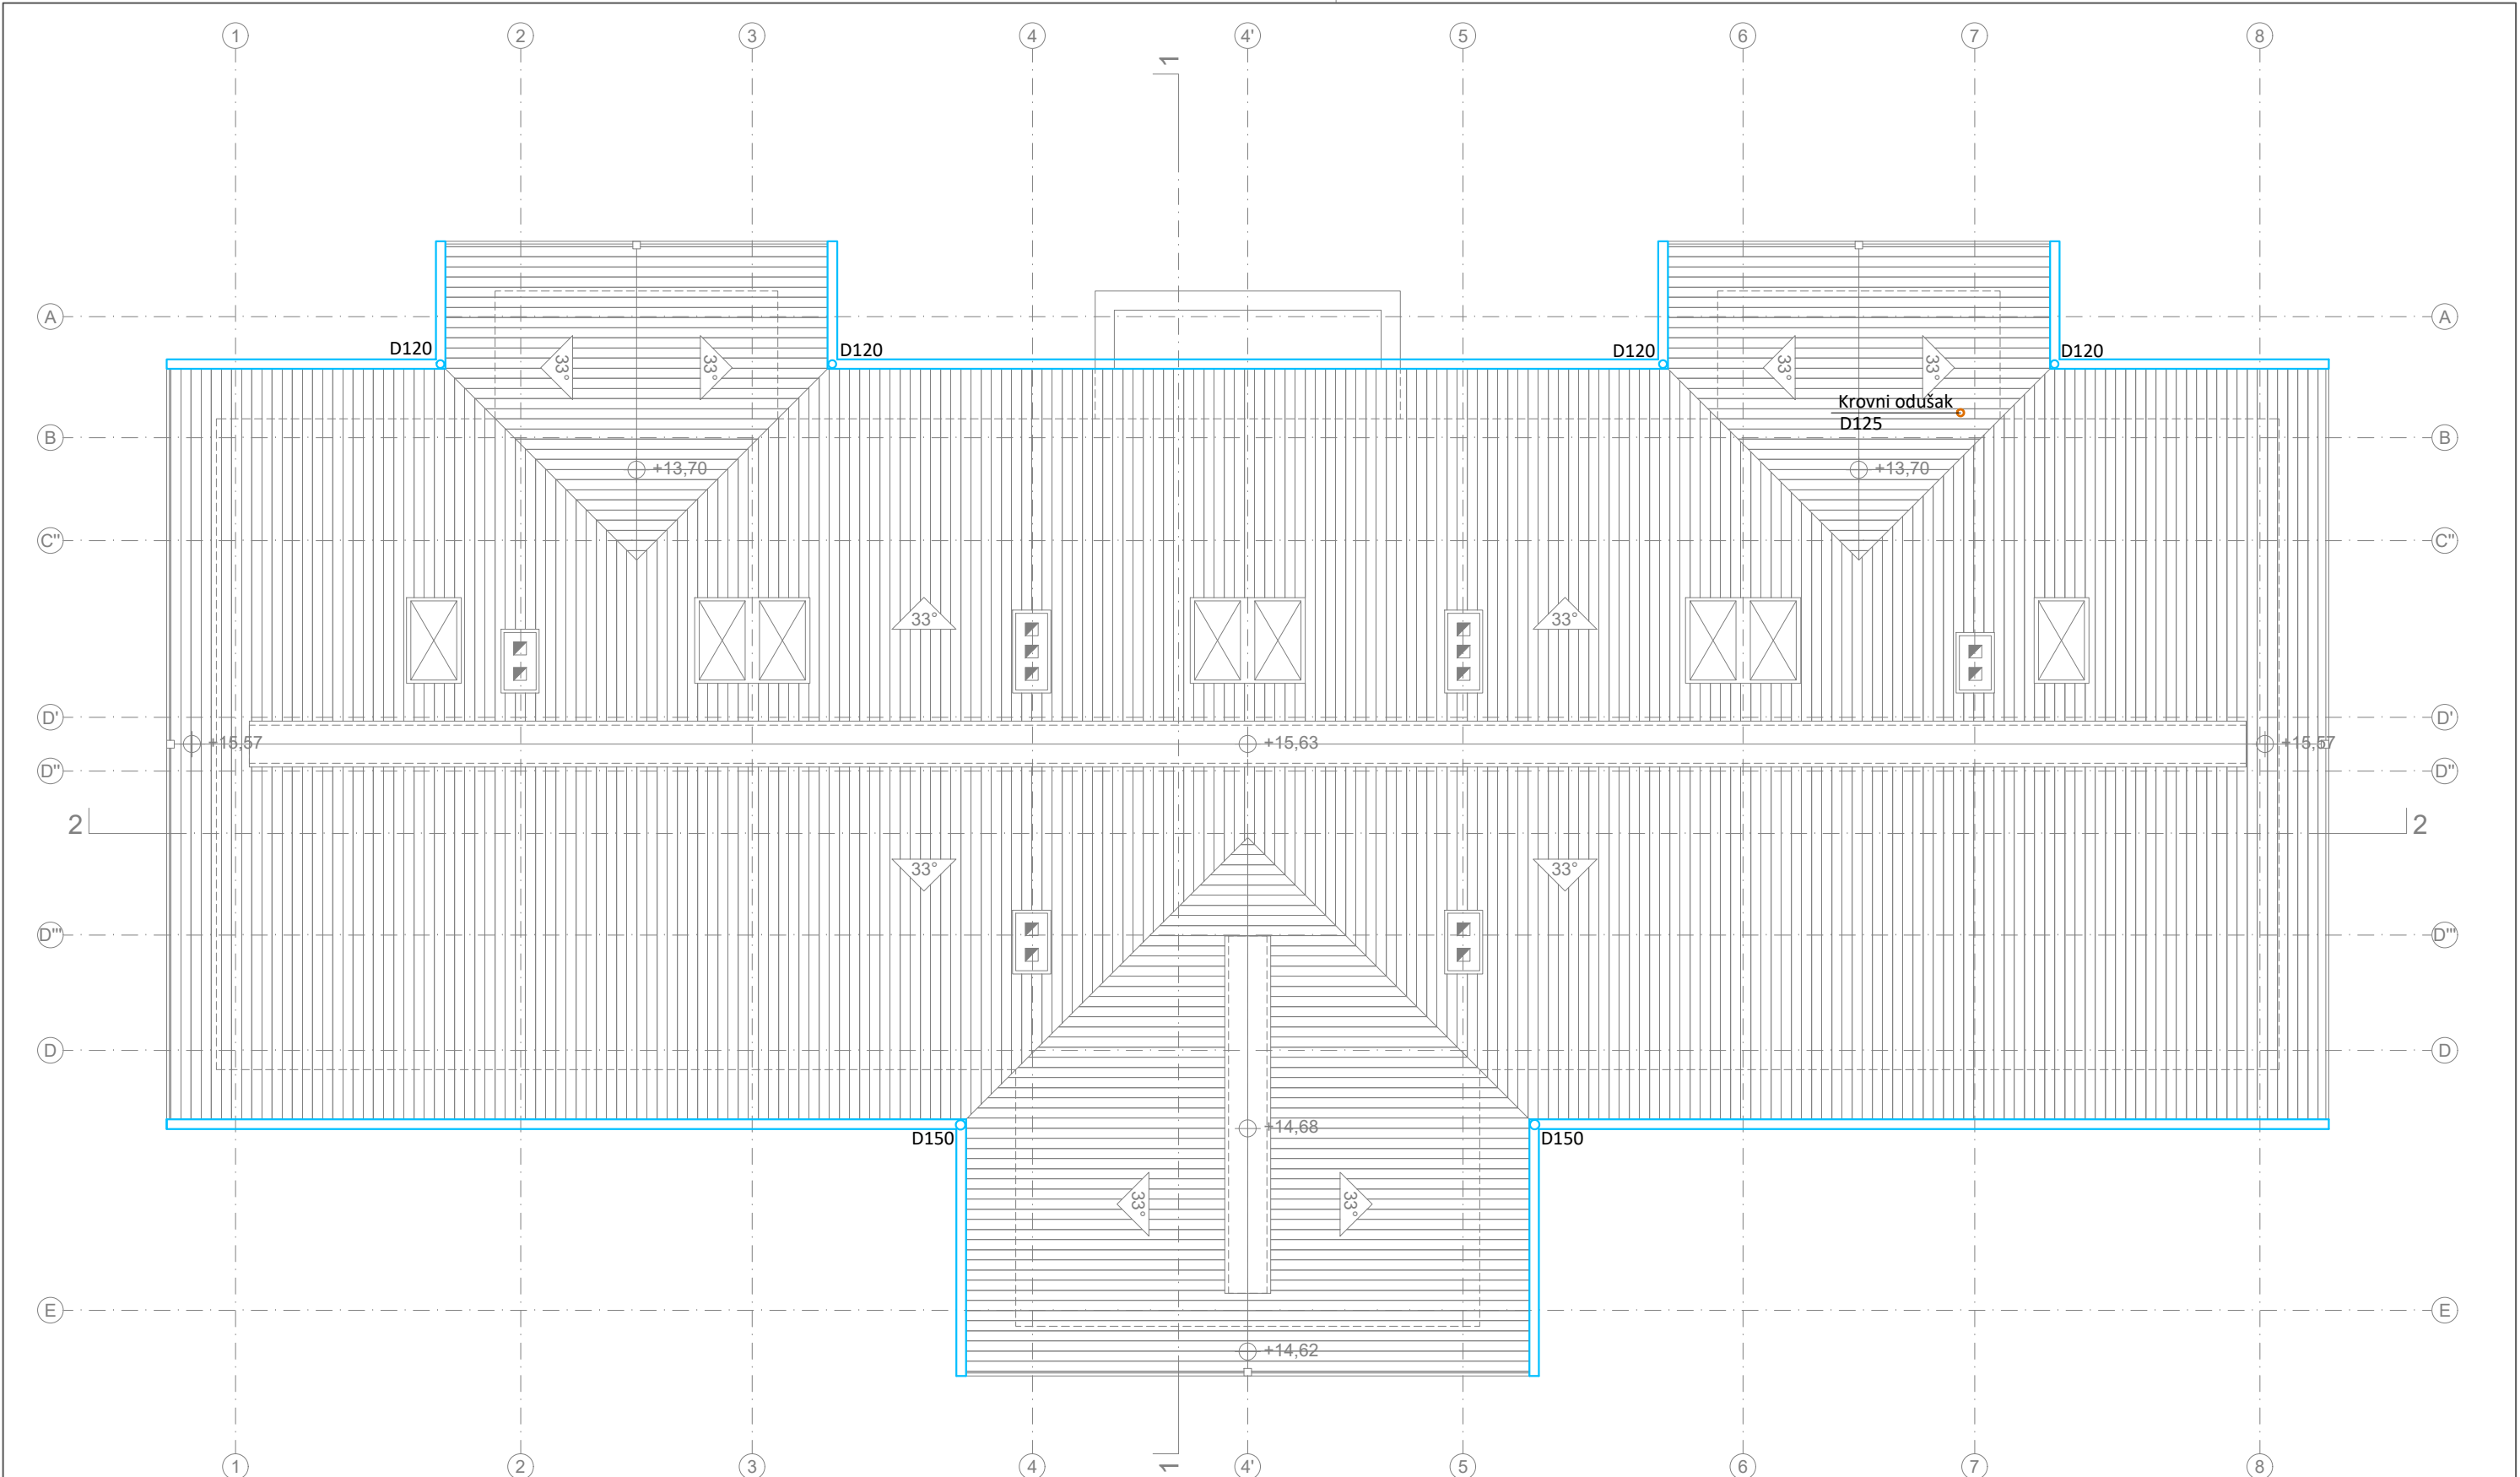 1 2 3 4 4' 5 6 7 8
1
A A
D120 D120 D120 D120
33° 33° 33° 33°
Krovni odušak
D125
B B
+13,70 +13,70
C" C"
33° 33°
D' D'
+15,57 +15,63 +15,57
D" D"
2 2
33° 33°
D''' D'''
D D
+14,68
D150 D150
33° 33°
E E
+14,62
1
1 2 3 4 4' 5 6 7 8